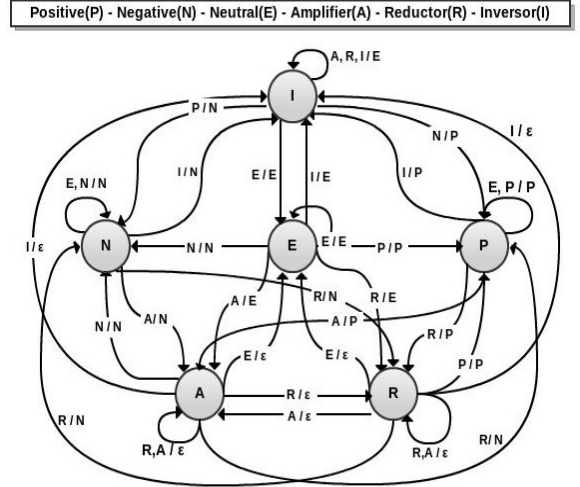 Positive(P) - Negative(N) - Neutral(E) - Amplifier(A) - Reductor(R) - Inversor(I)
A, R, I / E
I
P / N
N / P
I / ε
I / N
E / E
I / E
I / P
E, N / N
E, P / P
N
E
P
I / ε
N / N
E / E
P / P
A / E
R / N
R / E
N / N
A / N
A / P
R / P
E / ε
E / ε
P / P
A
R / ε
R
A / ε
R / N
R,A / ε
R,A / ε
R / N